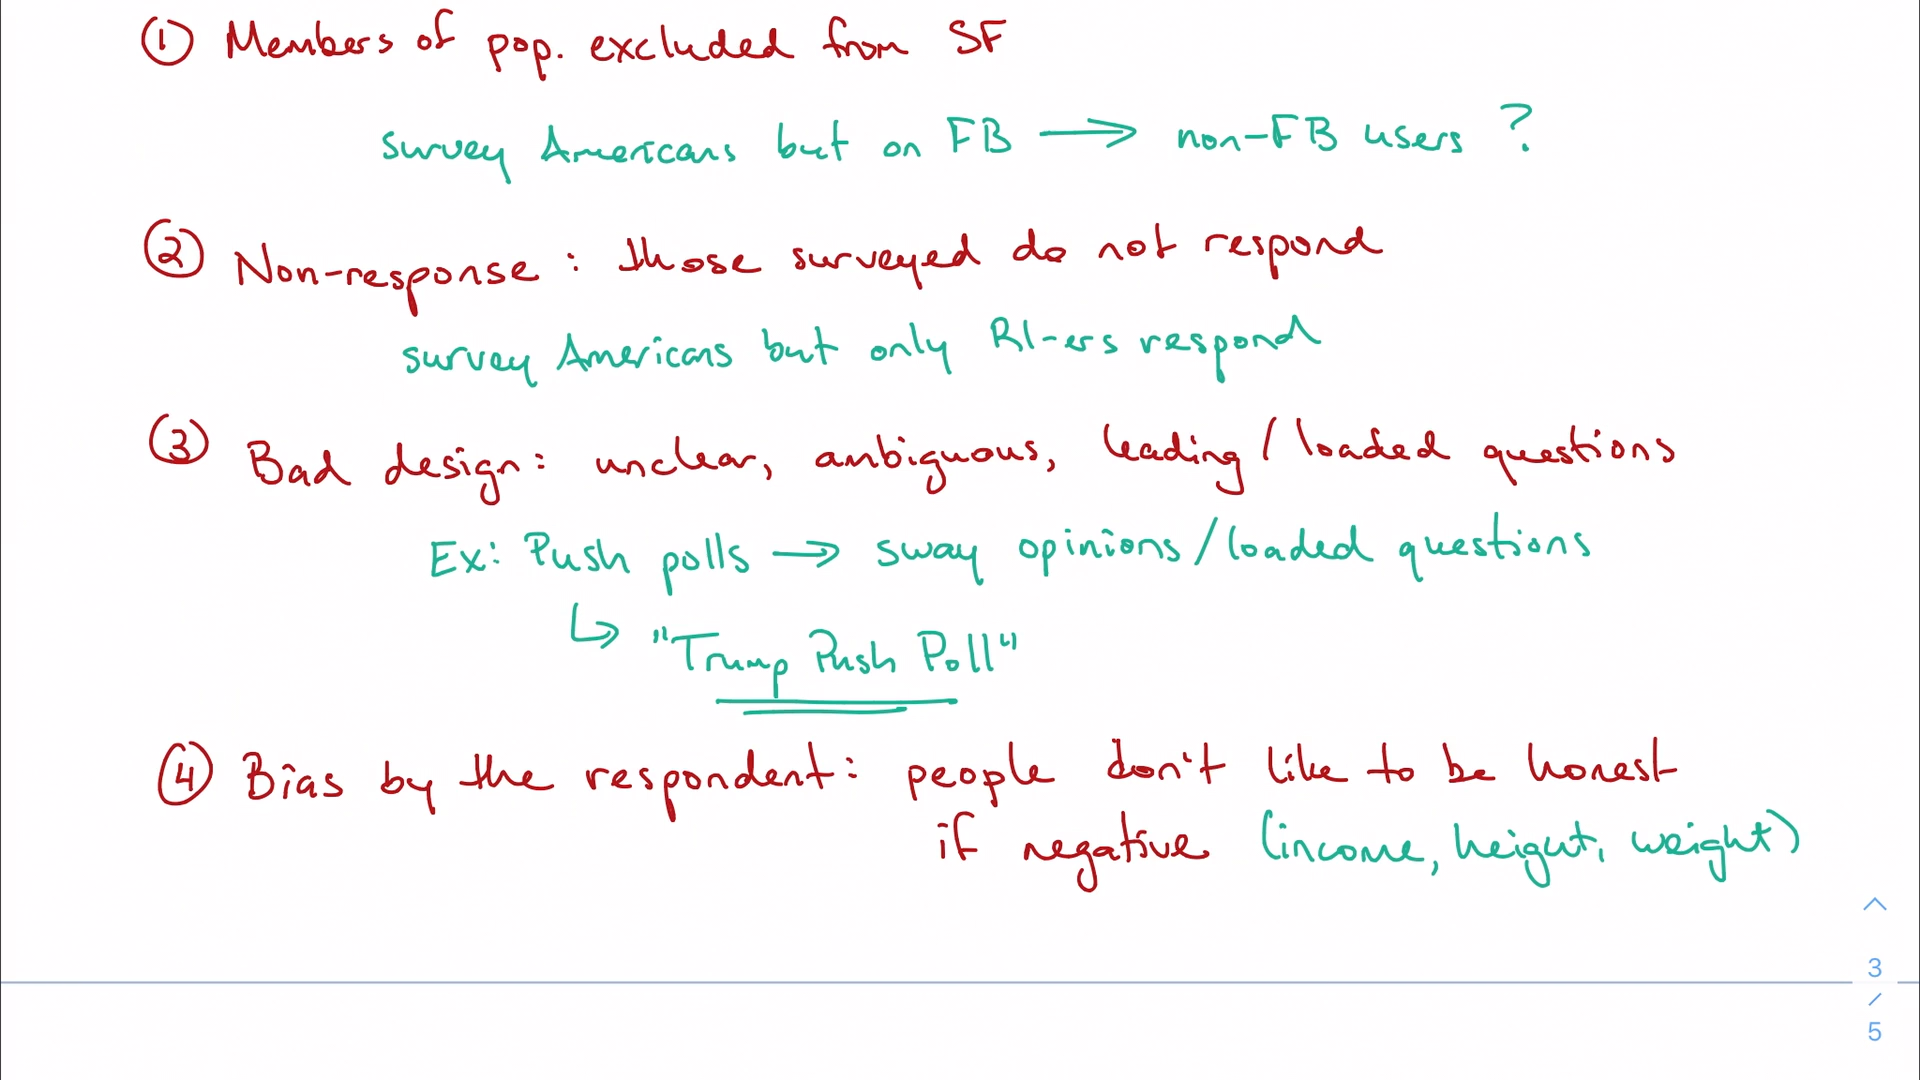 ① Members of pop. excluded from SF
survey Americans but on FB → non-FB users ?
② Non-response : those surveyed do not respond
survey Americans but only RI-ers respond
③ Bad design: unclear, ambiguous, leading / loaded questions
Ex: Push polls → sway opinions/loaded questions
↳ "Trump Push Poll"
④ Bias by the respondent: people don't like to be honest
if negative (income, height, weight)
3
/
5